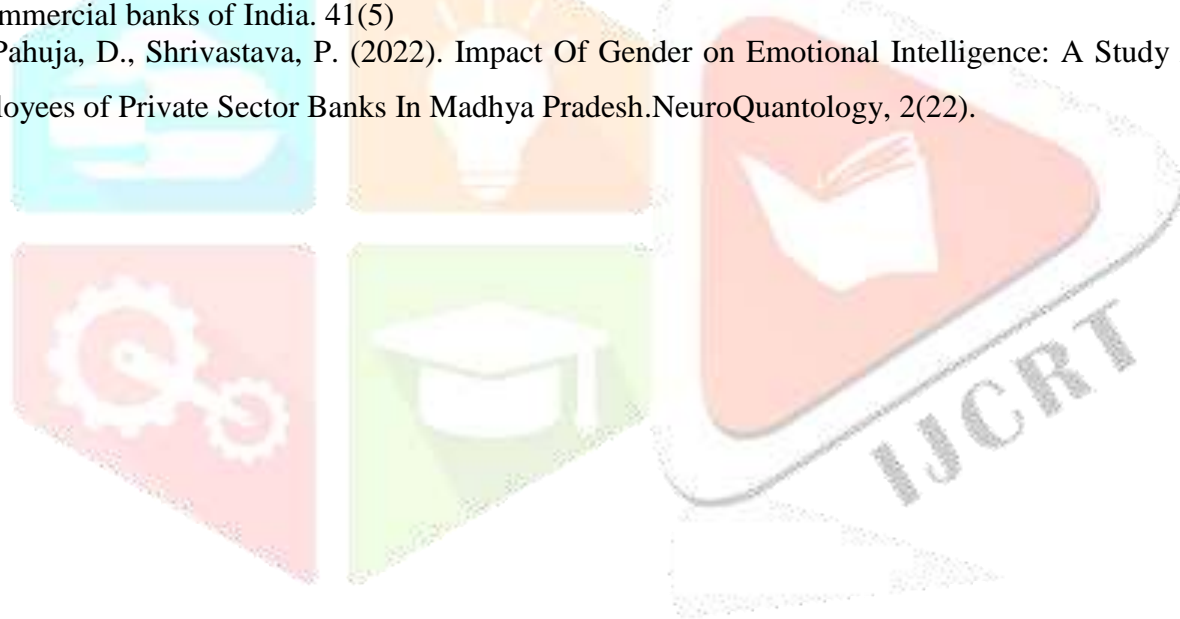 mmercial banks of India. 41(5)
Pahuja, D., Shrivastava, P. (2022). Impact Of Gender on Emotional Intelligence: A Study
loyees of Private Sector Banks In Madhya Pradesh.NeuroQuantology, 2(22).
IJCRT